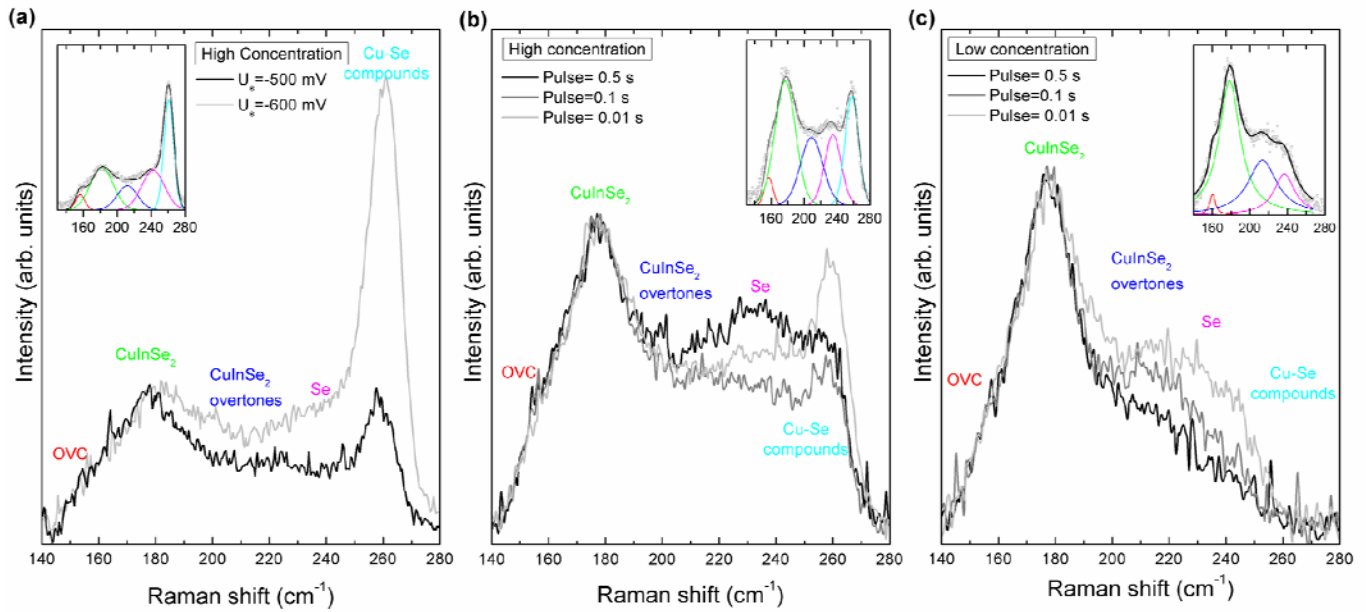 (a)
High Concentration
U*=-500 mV
U*=-600 mV
Cu-Se
compounds
CuInSe2
CuInSe2
overtones
Se
OVC
160 200 240 280
Intensity (arb. units)
140 160 180 200 220 240 260 280
Raman shift (cm-1)
(b)
High concentration
Pulse= 0.5 s
Pulse=0.1 s
Pulse= 0.01 s
CuInSe2
CuInSe2
overtones
Se
OVC
Cu-Se
compounds
160 200 240 280
Intensity (arb. units)
140 160 180 200 220 240 260 280
Raman shift (cm-1)
(c)
Low concentration
Pulse= 0.5 s
Pulse=0.1 s
Pulse= 0.01 s
CuInSe2
CuInSe2
overtones
Se
OVC
Cu-Se
compounds
140 160 180 200 220 240 260 280
Intensity (arb. units)
140 160 180 200 220 240 260 280
Raman shift (cm-1)